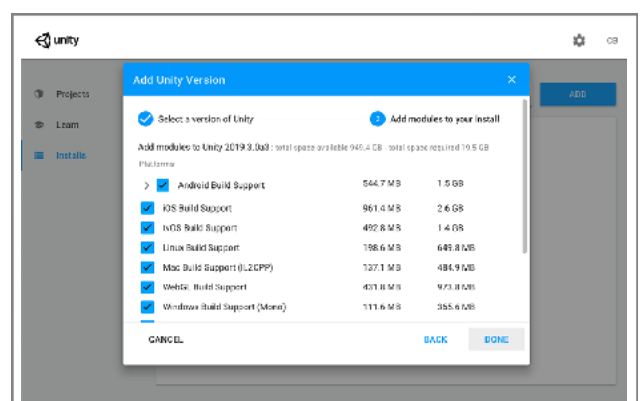 unity
CB
Projects
Learn
Installs
ADD
Add Unity Version
Select a version of Unity
2 Add modules to your install
Add modules to Unity 2019.3.0a3 : total space available 949.4 GB - total space required 19.5 GB
Platforms
Android Build Support 544.7 MB 1.5 GB
iOS Build Support 961.4 MB 2.6 GB
tvOS Build Support 492.8 MB 1.4 GB
Linux Build Support 198.6 MB 649.8 MB
Mac Build Support (IL2CPP) 137.1 MB 484.9 MB
WebGL Build Support 431.8 MB 973.8 MB
Windows Build Support (Mono) 111.6 MB 355.6 MB
CANCEL
BACK
DONE